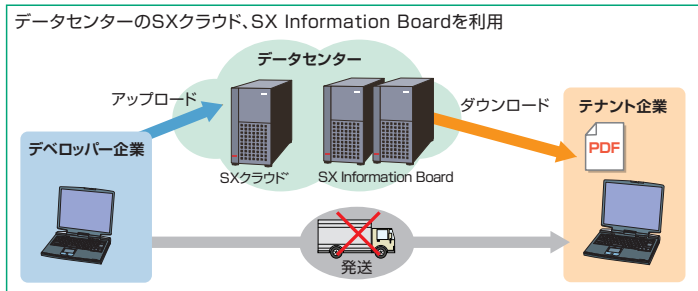 データセンターのSXクラウド、SX Information Boardを利用
データセンター
アップロード
ダウンロード
テナント企業
デベロッパー企業
PDF
SXクラウド
SX Information Board
発送